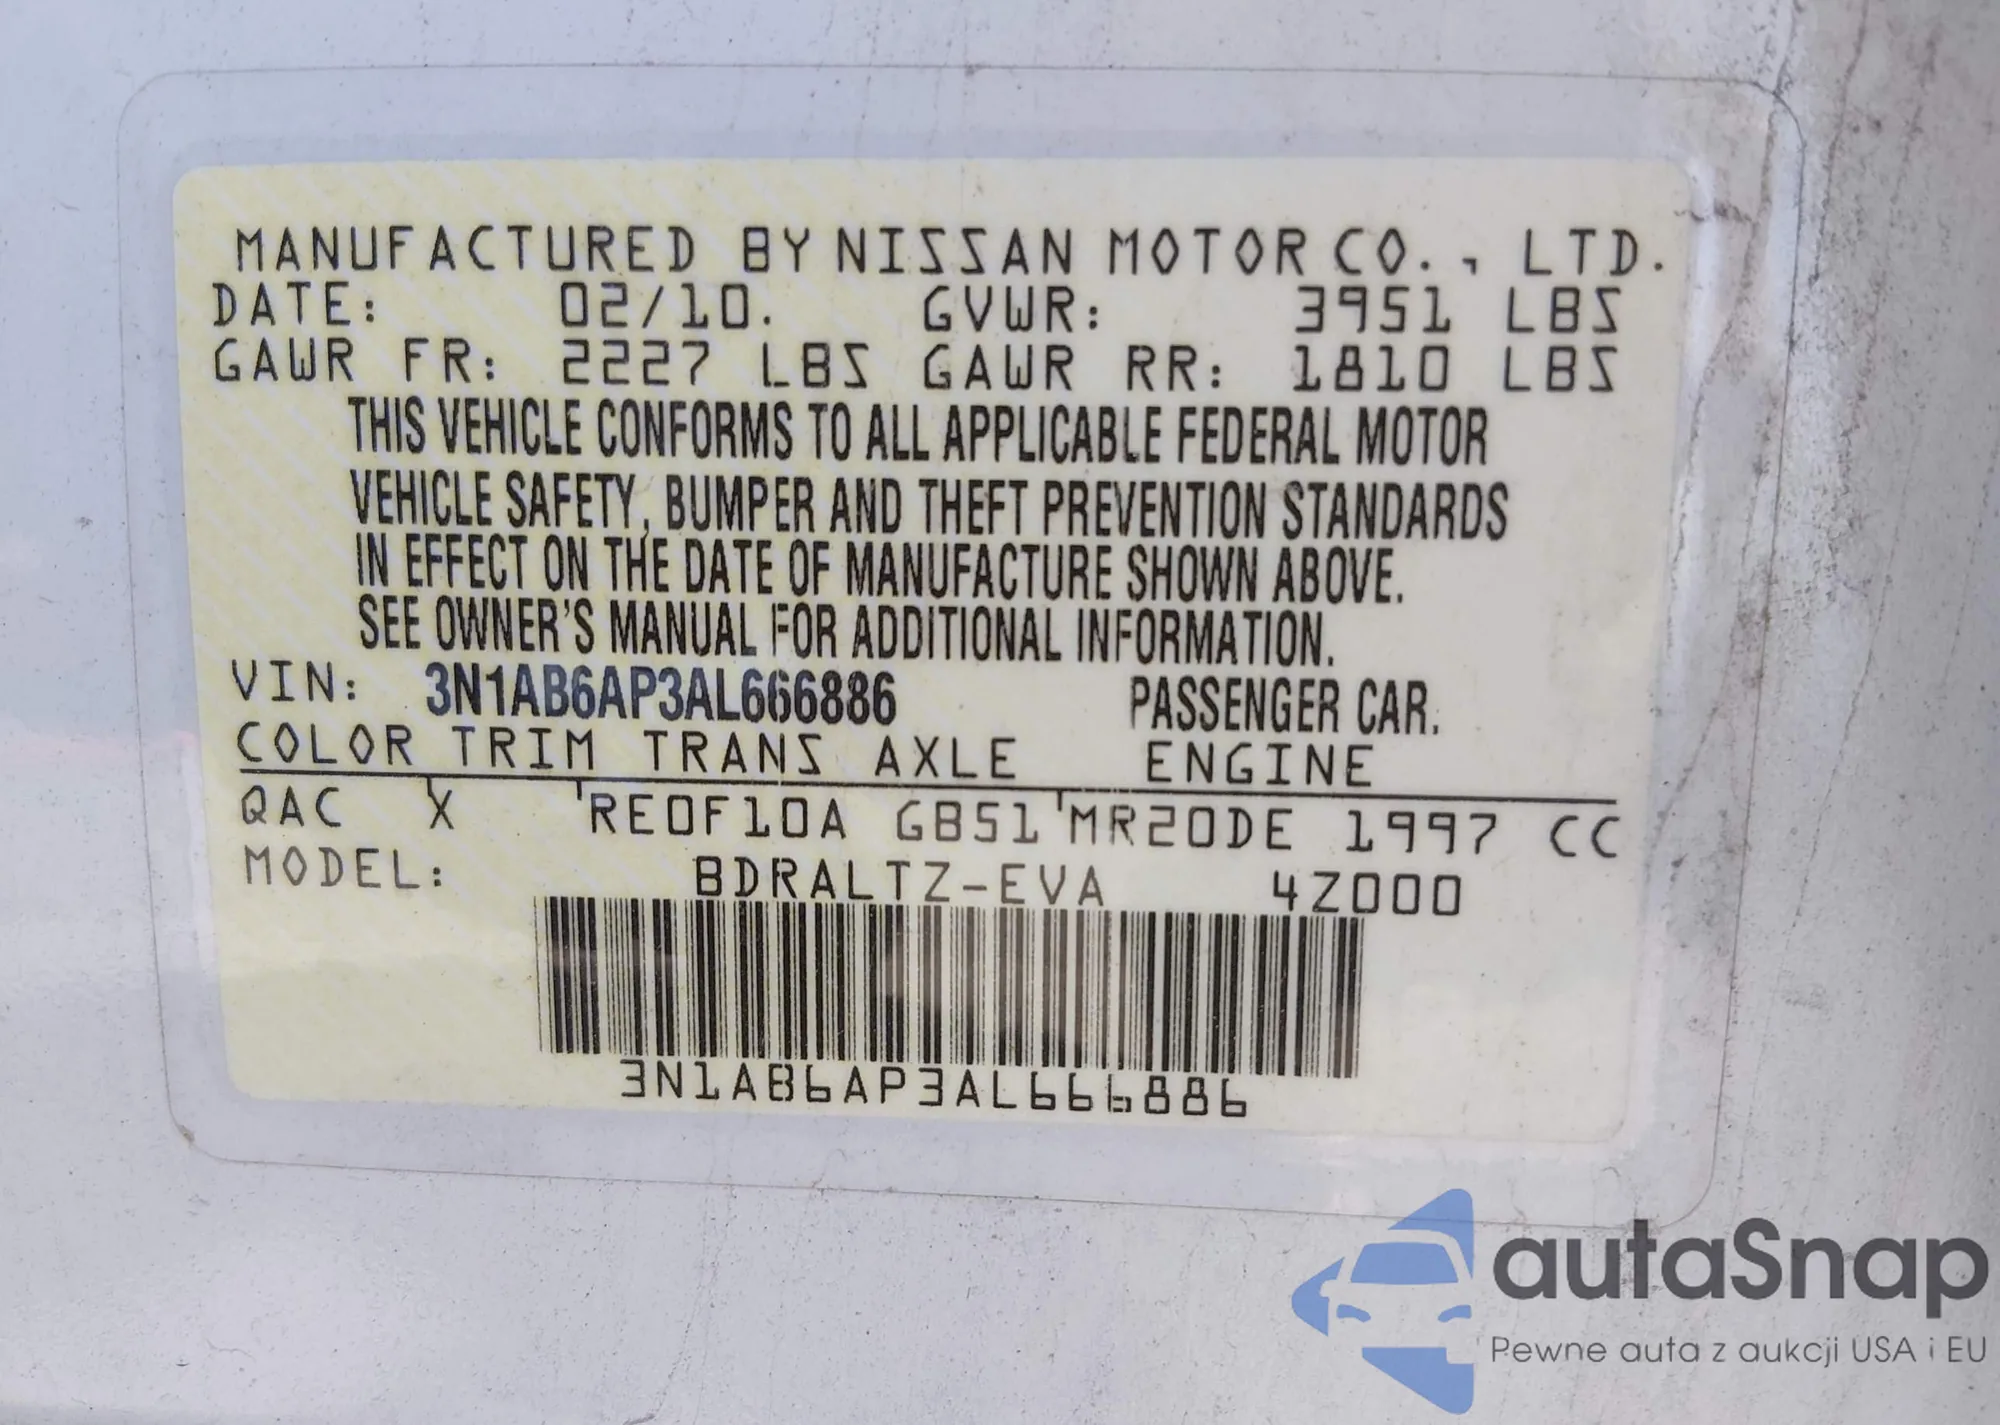 MANUFACTURED BY NISSAN MOTOR CO., LTD.
DATE: 02/10. GVWR: 3951 LBS
GAWR FR: 2227 LBS GAWR RR: 1810 LBS
THIS VEHICLE CONFORMS TO ALL APPLICABLE FEDERAL MOTOR
VEHICLE SAFETY, BUMPER AND THEFT PREVENTION STANDARDS
IN EFFECT ON THE DATE OF MANUFACTURE SHOWN ABOVE.
SEE OWNER'S MANUAL FOR ADDITIONAL INFORMATION.
VIN: 3N1AB6AP3AL666886 PASSENGER CAR.
COLOR TRIM TRANS AXLE ENGINE
QAC X RE0F10A GB51 MR20DE 1997 CC
MODEL: BDRALTZ-EVA 4Z000
3N1AB6AP3AL666886
autaSnap
Pewne auta z aukcji USA i EU